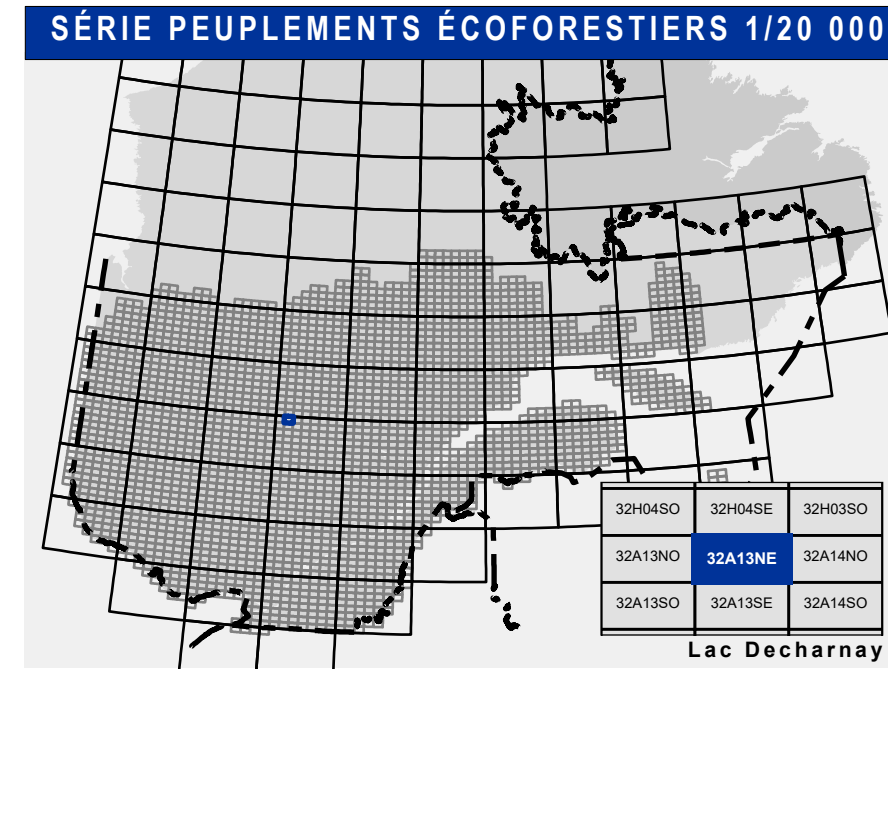 SÉRIE PEUPLEMENTS ÉCOFORESTIERS 1/20 000
32H04SO 32H04SE 32H03SO
32A13NO 32A13NE 32A14NO
32A13SO 32A13SE 32A14SO
Lac Decharnay